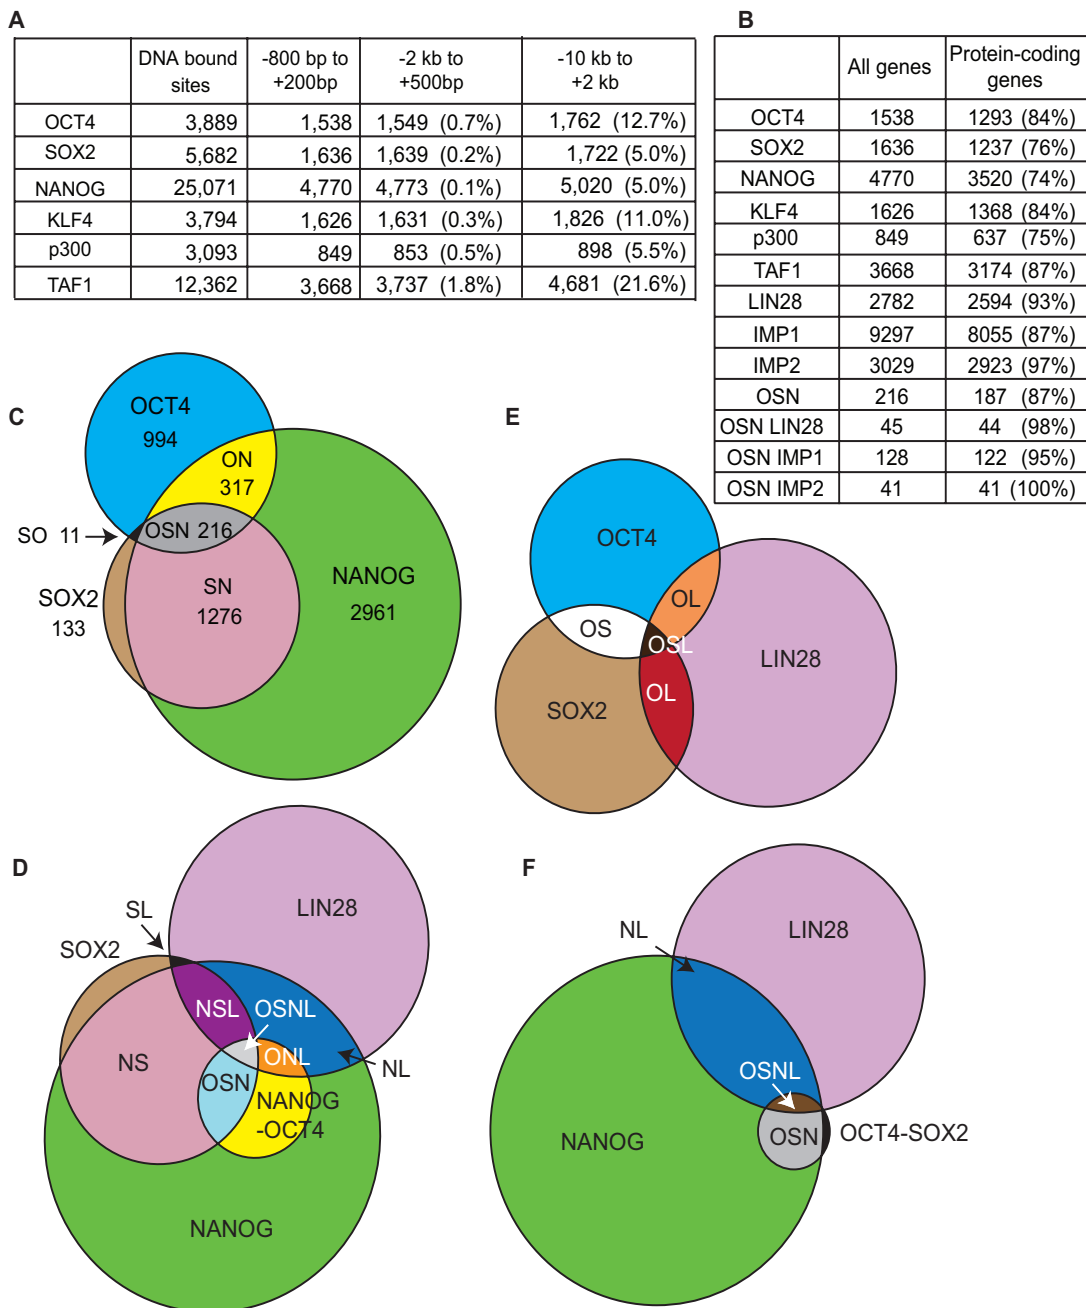 A
DNA bound sites | -800 bp to +200bp | -2 kb to +500bp | -10 kb to +2 kb
OCT4 | 3,889 | 1,538 | 1,549 (0.7%) | 1,762 (12.7%)
SOX2 | 5,682 | 1,636 | 1,639 (0.2%) | 1,722 (5.0%)
NANOG | 25,071 | 4,770 | 4,773 (0.1%) | 5,020 (5.0%)
KLF4 | 3,794 | 1,626 | 1,631 (0.3%) | 1,826 (11.0%)
p300 | 3,093 | 849 | 853 (0.5%) | 898 (5.5%)
TAF1 | 12,362 | 3,668 | 3,737 (1.8%) | 4,681 (21.6%)
B
All genes | Protein-coding genes
OCT4 | 1538 | 1293 (84%)
SOX2 | 1636 | 1237 (76%)
NANOG | 4770 | 3520 (74%)
KLF4 | 1626 | 1368 (84%)
p300 | 849 | 637 (75%)
TAF1 | 3668 | 3174 (87%)
LIN28 | 2782 | 2594 (93%)
IMP1 | 9297 | 8055 (87%)
IMP2 | 3029 | 2923 (97%)
OSN | 216 | 187 (87%)
OSN LIN28 | 45 | 44 (98%)
OSN IMP1 | 128 | 122 (95%)
OSN IMP2 | 41 | 41 (100%)
C
OCT4
994
ON
317
SO 11
OSN 216
SOX2
133
SN
1276
NANOG
2961
E
OCT4
OL
OS
OSL
LIN28
OL
SOX2
D
LIN28
SL
SOX2
NSL
OSNL
NS
ONL
OSN
NL
NANOG
-OCT4
NANOG
F
LIN28
NL
OSNL
OSN
OCT4-SOX2
NANOG